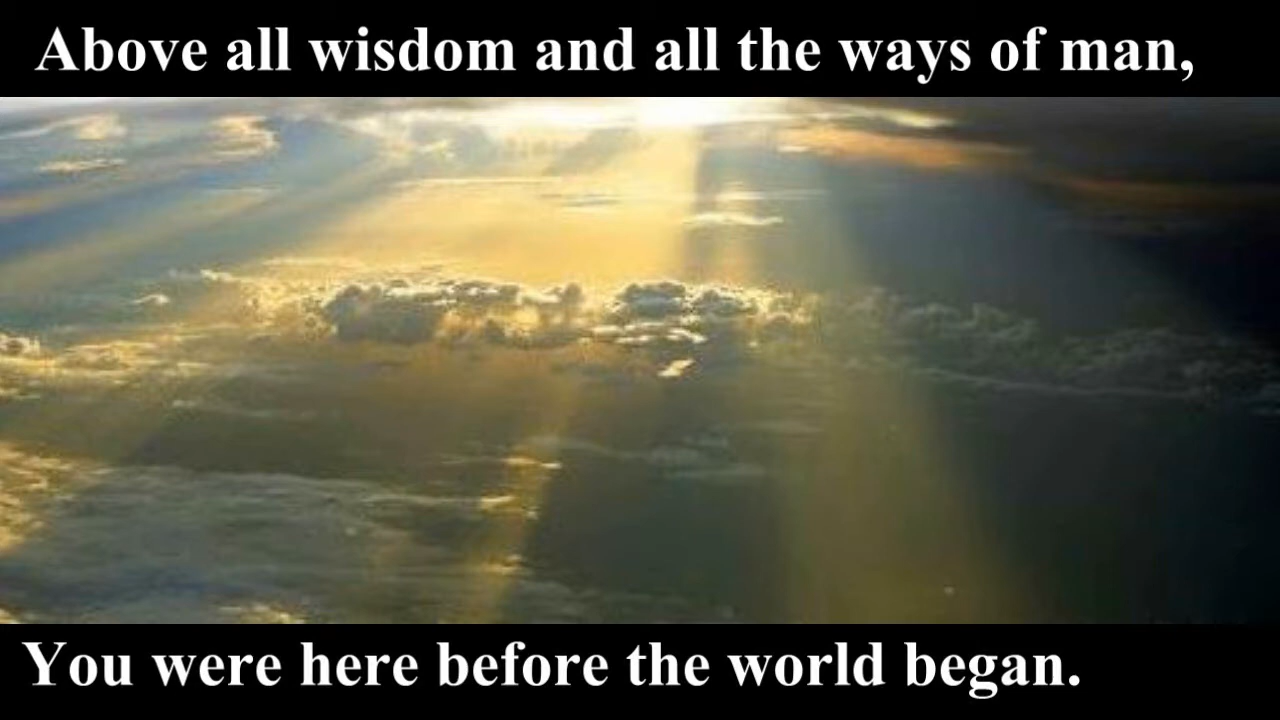 Above all wisdom and all the ways of man,
You were here before the world began.